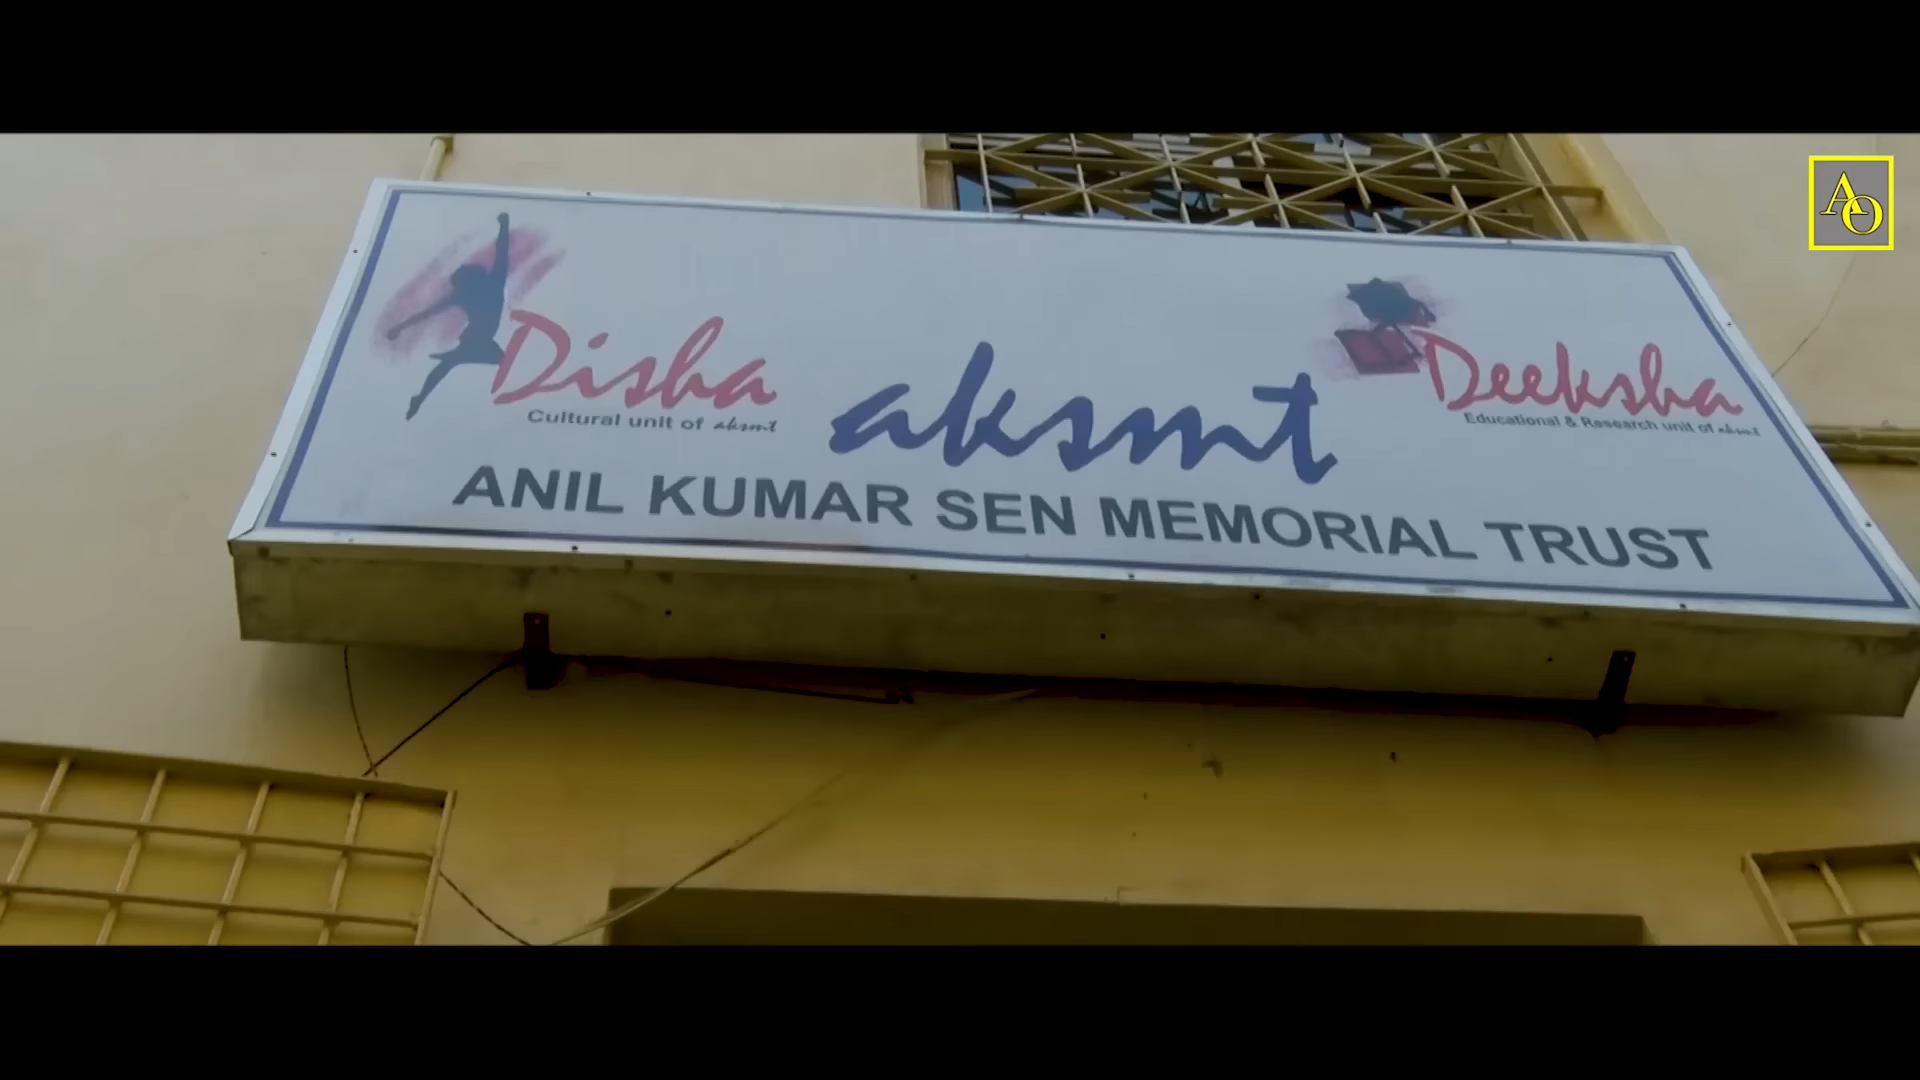 Disha
Cultural unit of aksmt
aksmt
Deeksha
Educational & Research unit of aksmt
ANIL KUMAR SEN MEMORIAL TRUST
AO